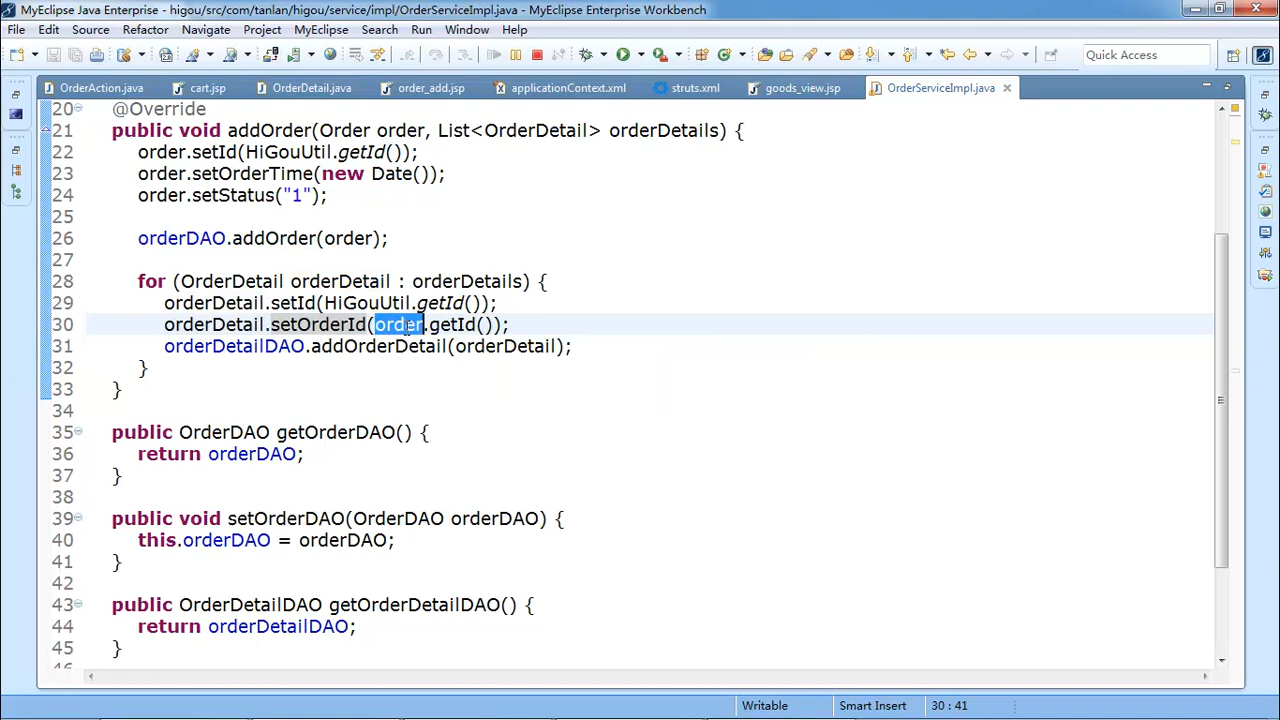 MyEclipse Java Enterprise - higou/src/com/tanlan/higou/service/impl/OrderServiceImpl.java - MyEclipse Enterprise Workbench
File Edit Source Refactor Navigate Project MyEclipse Search Run Window Help
Quick Access
OrderAction.java cart.jsp OrderDetail.java order_add.jsp applicationContext.xml struts.xml goods_view.jsp OrderServiceImpl.java
20 @Override
21 public void addOrder(Order order, List<OrderDetail> orderDetails) {
22 order.setId(HiGouUtil.getId());
23 order.setOrderTime(new Date());
24 order.setStatus("1");
25
26 orderDAO.addOrder(order);
27
28 for (OrderDetail orderDetail : orderDetails) {
29 orderDetail.setId(HiGouUtil.getId());
30 orderDetail.setOrderId(order.getId());
31 orderDetailDAO.addOrderDetail(orderDetail);
32 }
33 }
34
35 public OrderDAO getOrderDAO() {
36 return orderDAO;
37 }
38
39 public void setOrderDAO(OrderDAO orderDAO) {
40 this.orderDAO = orderDAO;
41 }
42
43 public OrderDetailDAO getOrderDetailDAO() {
44 return orderDetailDAO;
45 }
Writable Smart Insert 30 : 41